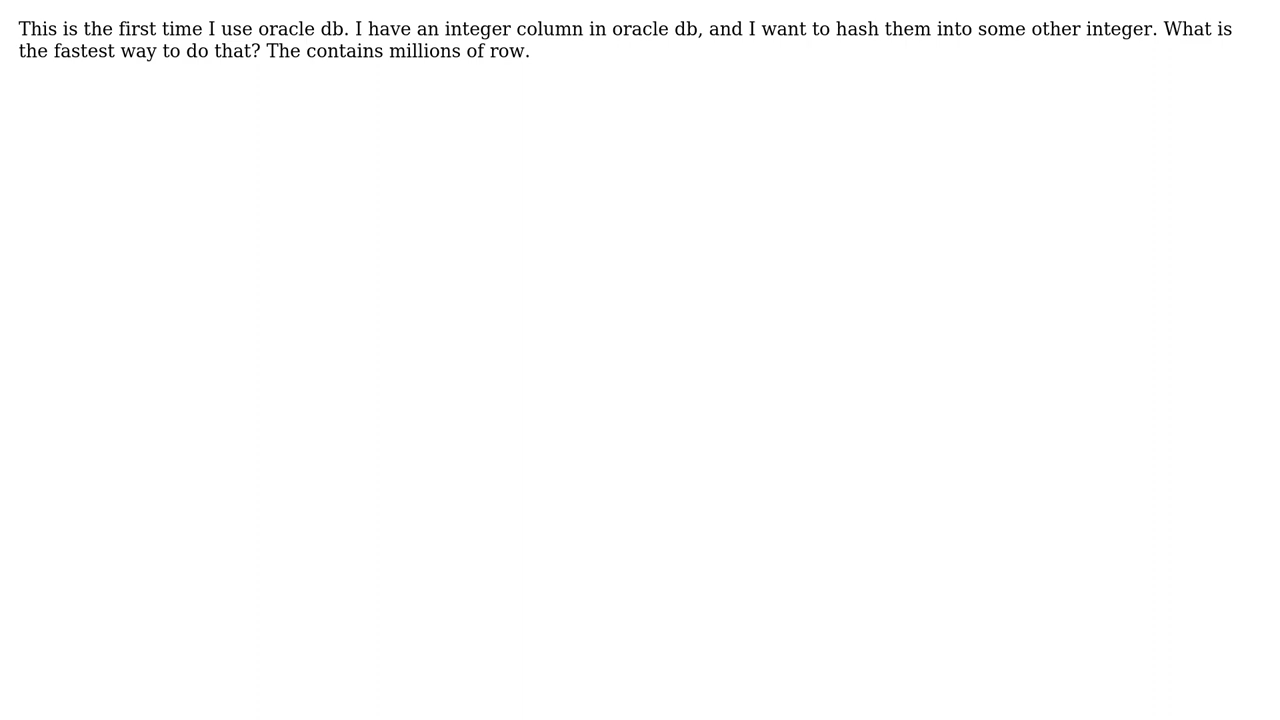 This is the first time I use oracle db. I have an integer column in oracle db, and I want to hash them into some other integer. What is
the fastest way to do that? The contains millions of row.